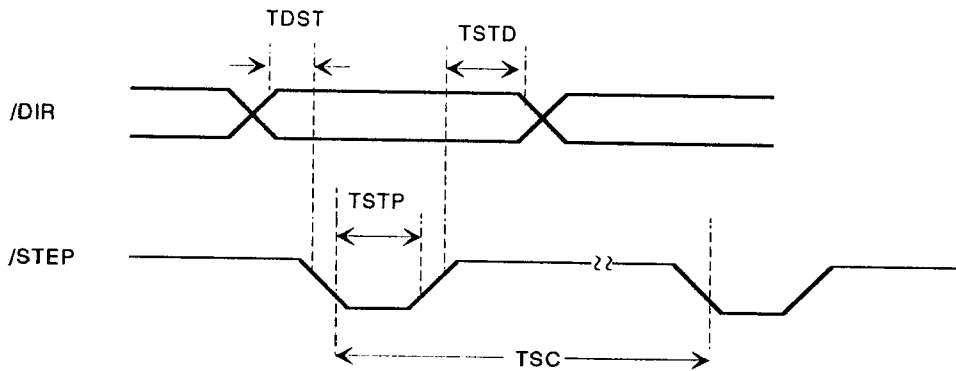 TDST
TSTD
/DIR
TSTP
/STEP
TSC